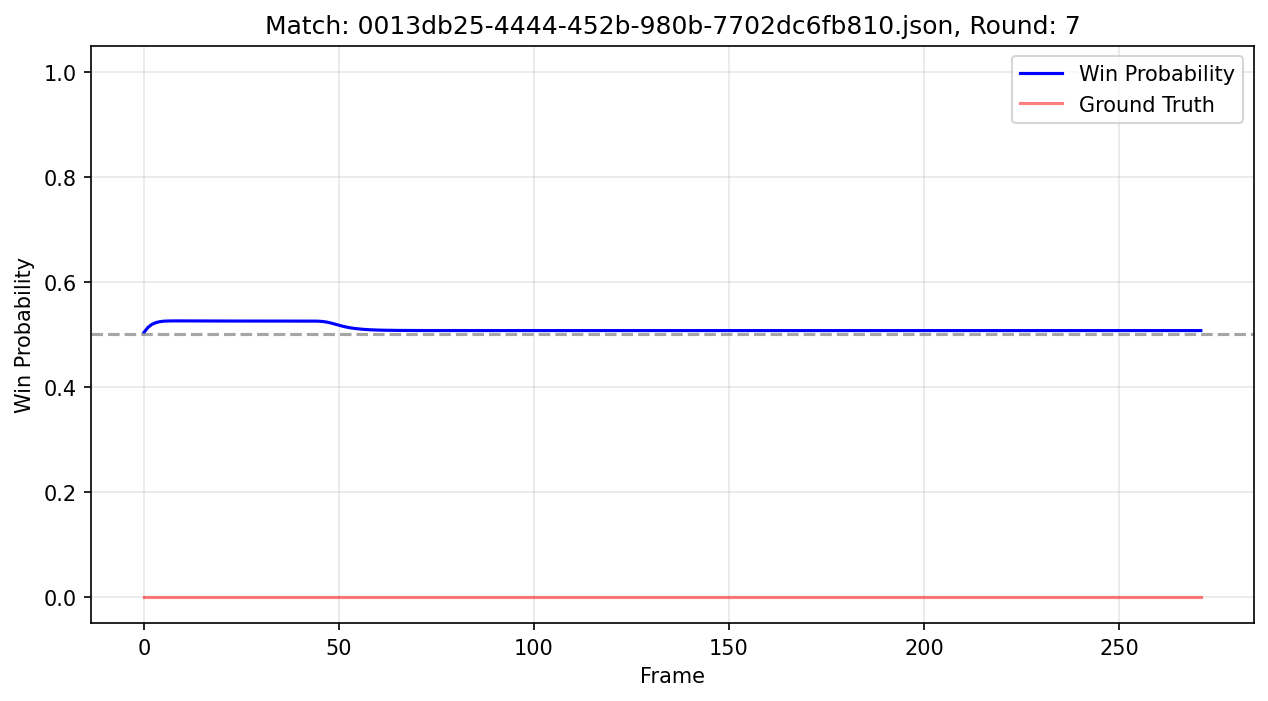 Match: 0013db25-4444-452b-980b-7702dc6fb810.json, Round: 7
Win Probability
Ground Truth
1.0
0.8
0.6
0.4
0.2
0.0
Win Probability
0
50
100
150
200
250
Frame